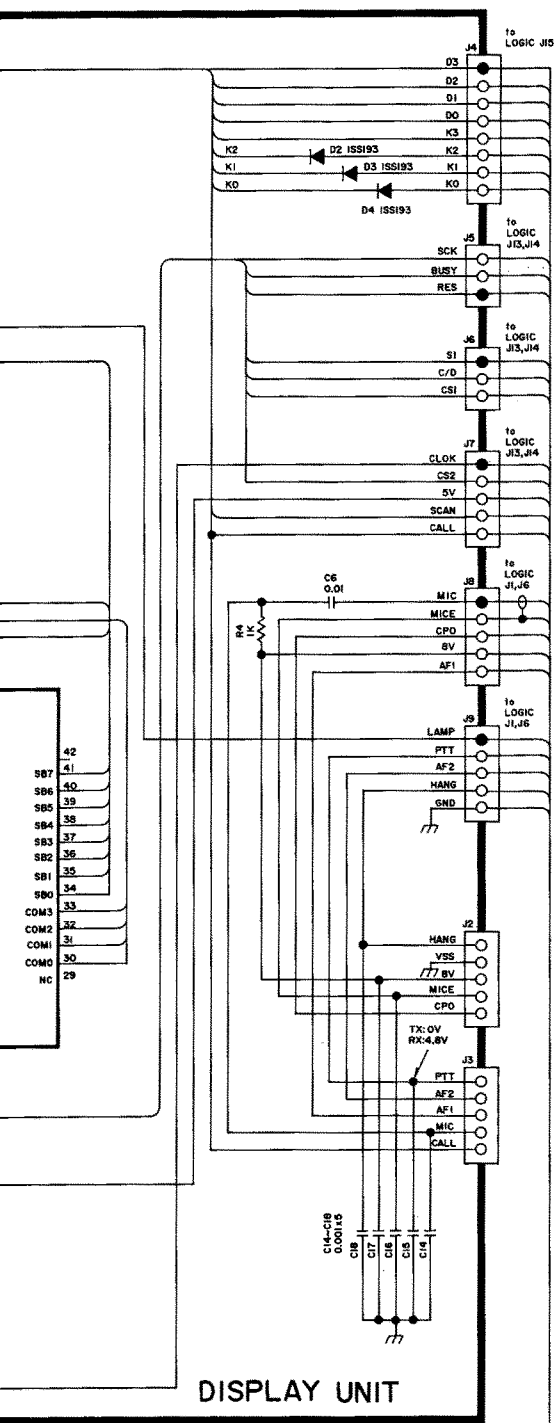 to
LOGIC J15
J4
D3
D2
D1
D0
K3
K2 D2 1SS193 K2
K1 D3 1SS193 K1
K0 K0
D4 1SS193
to
LOGIC
J13,J14
J5
SCK
BUSY
RES
to
LOGIC
J13,J14
J6
S1
C/D
CS1
to
LOGIC
J13,J14
J7
CLOK
CS2
5V
SCAN
CALL
to
LOGIC
J1,J6
J8
C6
0.01
MIC
R4
1K
MICE
CPO
8V
AF1
to
LOGIC
J1,J6
J9
LAMP
PTT
AF2
HANG
GND
42
SB7 41
SB6 40
SB5 39
SB4 38
SB3 37
SB2 36
SB1 35
SB0 34
COM3 33
COM2 32
COM1 31
COM0 30
NC 29
J2
HANG
VSS
8V
MICE
CPO
TX:0V
RX:4.8V
J3
PTT
AF2
AF1
MIC
CALL
C14-C18
0.001x5
C18
C17
C16
C15
C14
DISPLAY UNIT